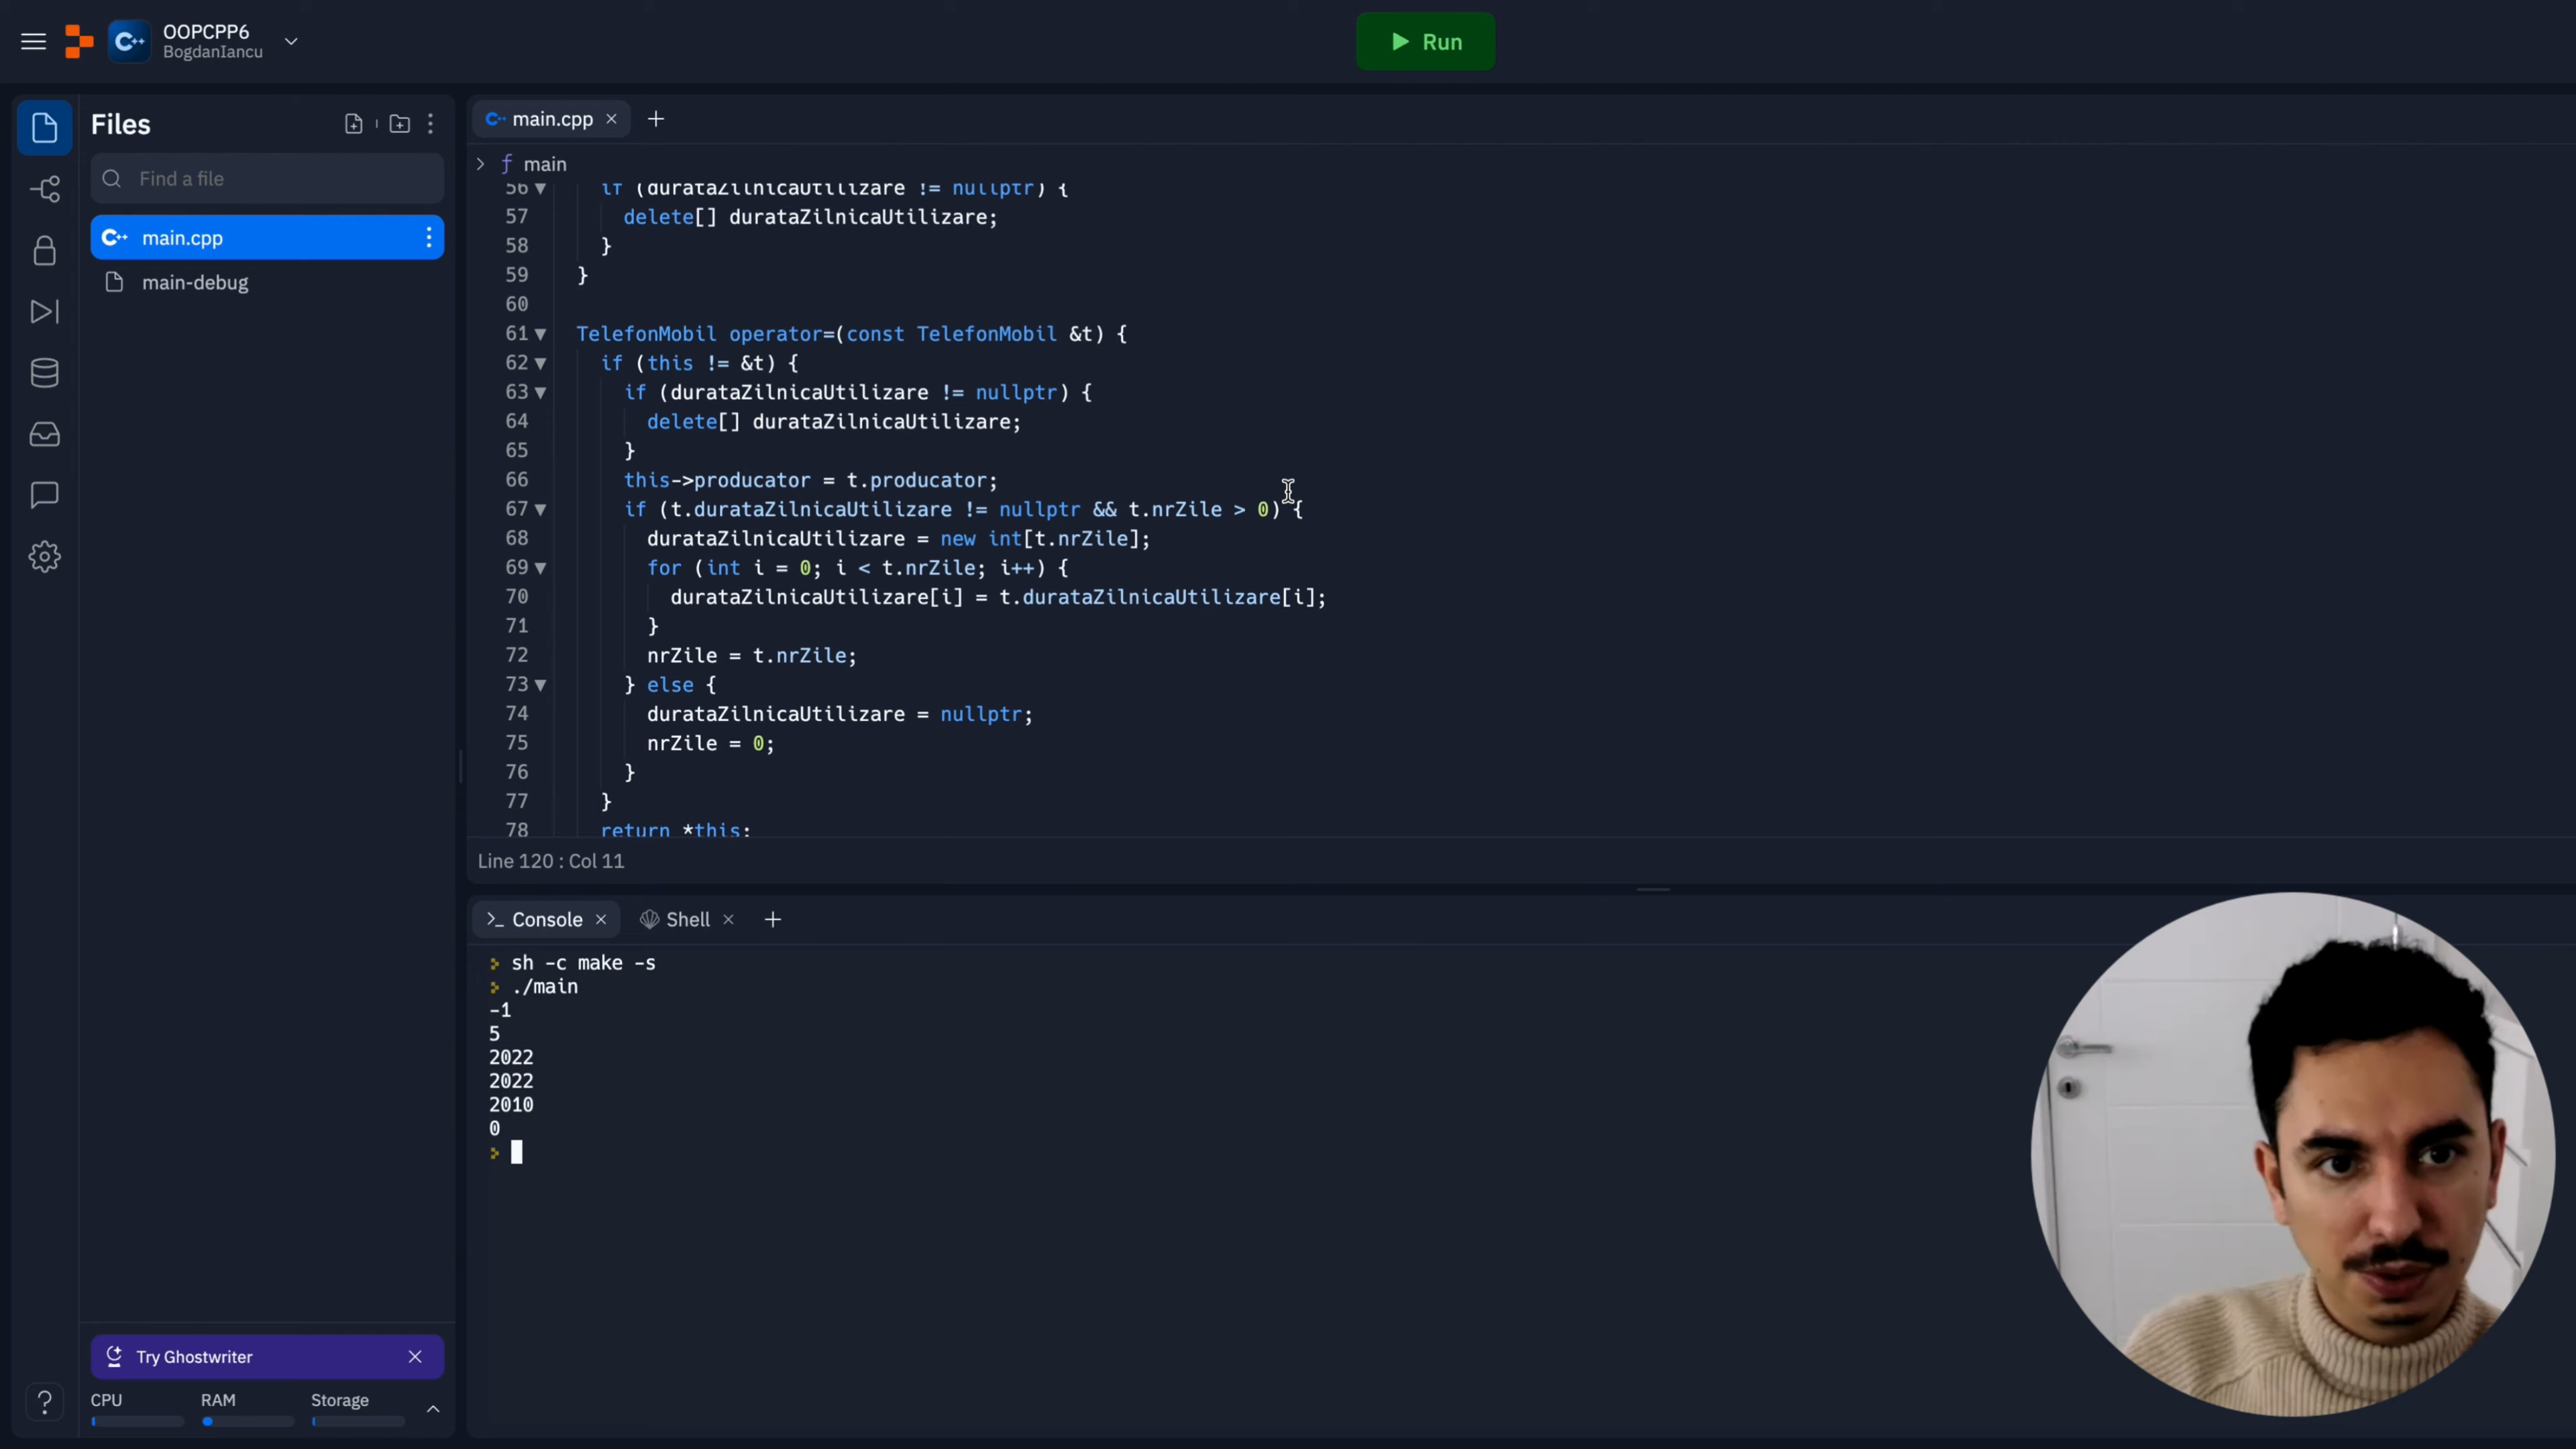 OOPCPP6
BogdanIancu
Run
Files
Find a file
main.cpp
main-debug
main.cpp
main
56 if (durataZilnicaUtilizare != nullptr) {
57 delete[] durataZilnicaUtilizare;
58 }
59 }
60
61 TelefonMobil operator=(const TelefonMobil &t) {
62 if (this != &t) {
63 if (durataZilnicaUtilizare != nullptr) {
64 delete[] durataZilnicaUtilizare;
65 }
66 this->producator = t.producator;
67 if (t.durataZilnicaUtilizare != nullptr && t.nrZile > 0) {
68 durataZilnicaUtilizare = new int[t.nrZile];
69 for (int i = 0; i < t.nrZile; i++) {
70 durataZilnicaUtilizare[i] = t.durataZilnicaUtilizare[i];
71 }
72 nrZile = t.nrZile;
73 } else {
74 durataZilnicaUtilizare = nullptr;
75 nrZile = 0;
76 }
77 }
78 return *this;
Line 120 : Col 11
Console
Shell
sh -c make -s
./main
-1
5
2022
2022
2010
0
Try Ghostwriter
CPU RAM Storage